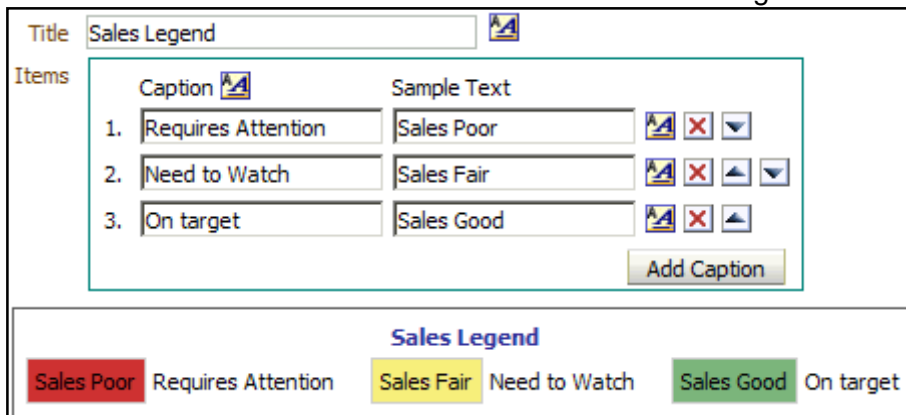 Title Sales Legend
Items
Caption Sample Text
1. Requires Attention Sales Poor
2. Need to Watch Sales Fair
3. On target Sales Good
Add Caption
Sales Legend
Sales Poor Requires Attention Sales Fair Need to Watch Sales Good On target